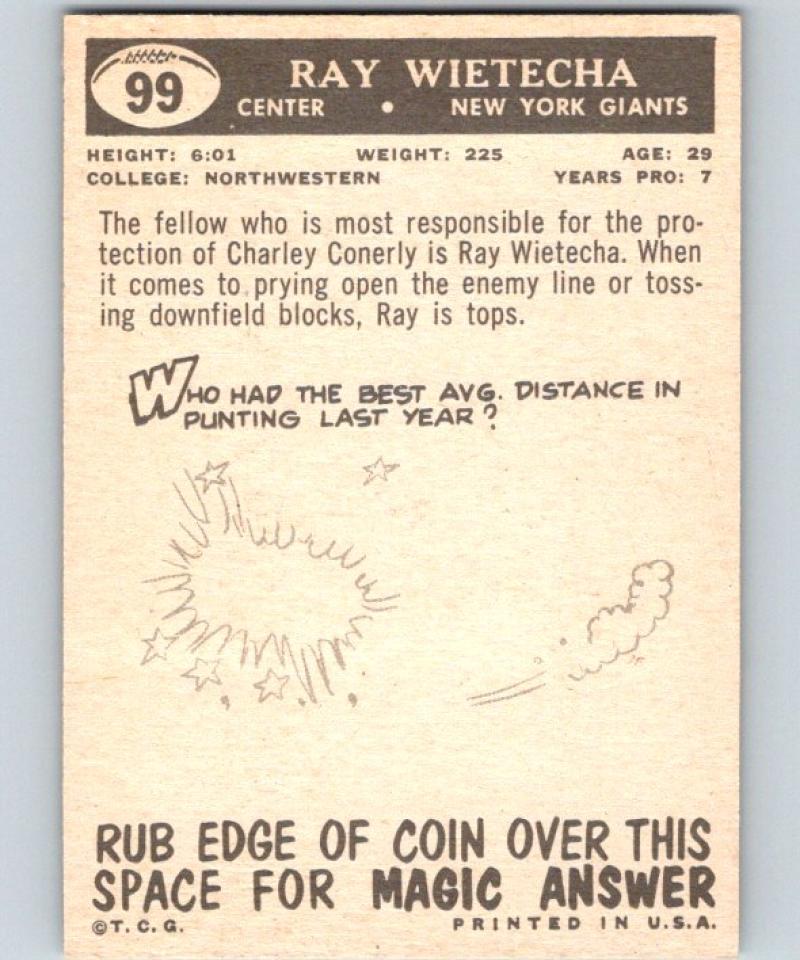 99
RAY WIETECHA
CENTER • NEW YORK GIANTS
HEIGHT: 6:01 WEIGHT: 225 AGE: 29
COLLEGE: NORTHWESTERN YEARS PRO: 7
The fellow who is most responsible for the pro-
tection of Charley Conerly is Ray Wietecha. When
it comes to prying open the enemy line or toss-
ing downfield blocks, Ray is tops.
WHO HAD THE BEST AVG. DISTANCE IN
PUNTING LAST YEAR?
RUB EDGE OF COIN OVER THIS
SPACE FOR MAGIC ANSWER
©T.C.G. PRINTED IN U.S.A.